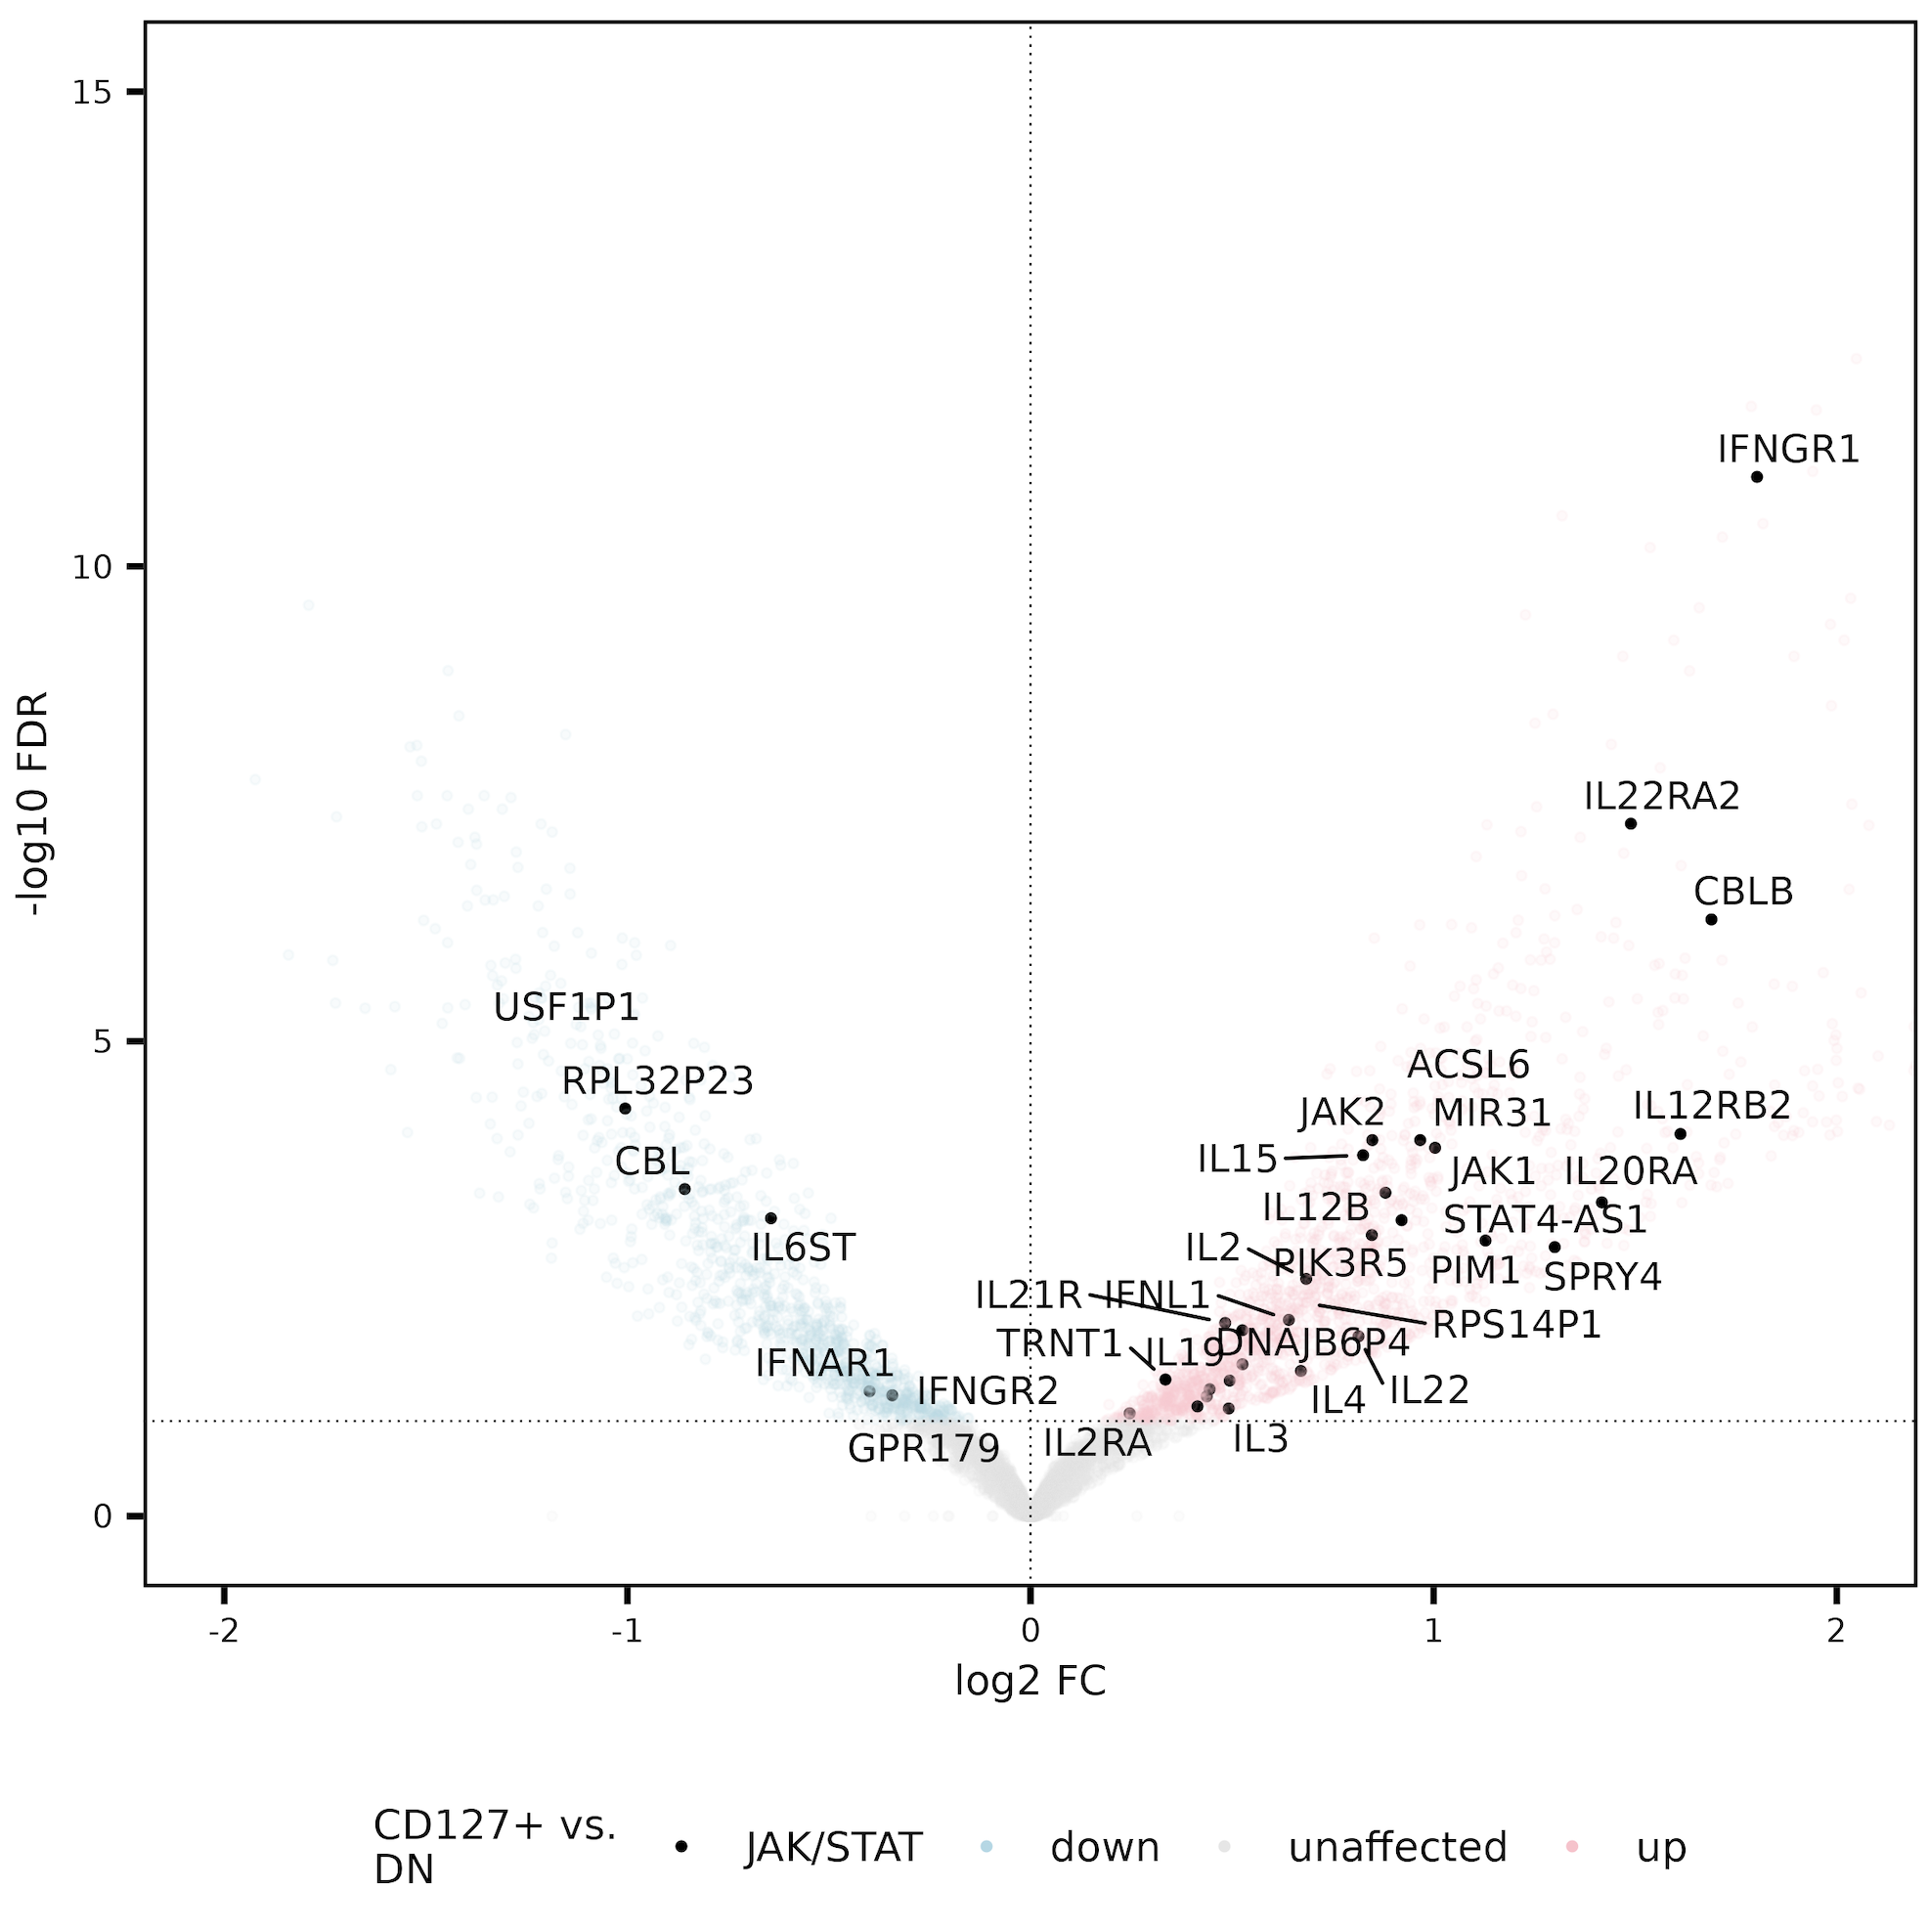 15
10
5
0
-log10 FDR
IFNGR1
IL22RA2
CBLB
USF1P1
RPL32P23
CBL
IL6ST
ACSL6
JAK2
MIR31
IL12RB2
IL15
JAK1
IL20RA
IL12B
STAT4-AS1
IL2
PIK3R5
PIM1
SPRY4
IL21R
IFNL1
RPS14P1
TRNT1
IL19
DNAJB6P4
IFNAR1
IFNGR2
IL4
IL22
GPR179
IL2RA
IL3
-2
-1
0
1
2
log2 FC
CD127+ vs.
DN
JAK/STAT
down
unaffected
up